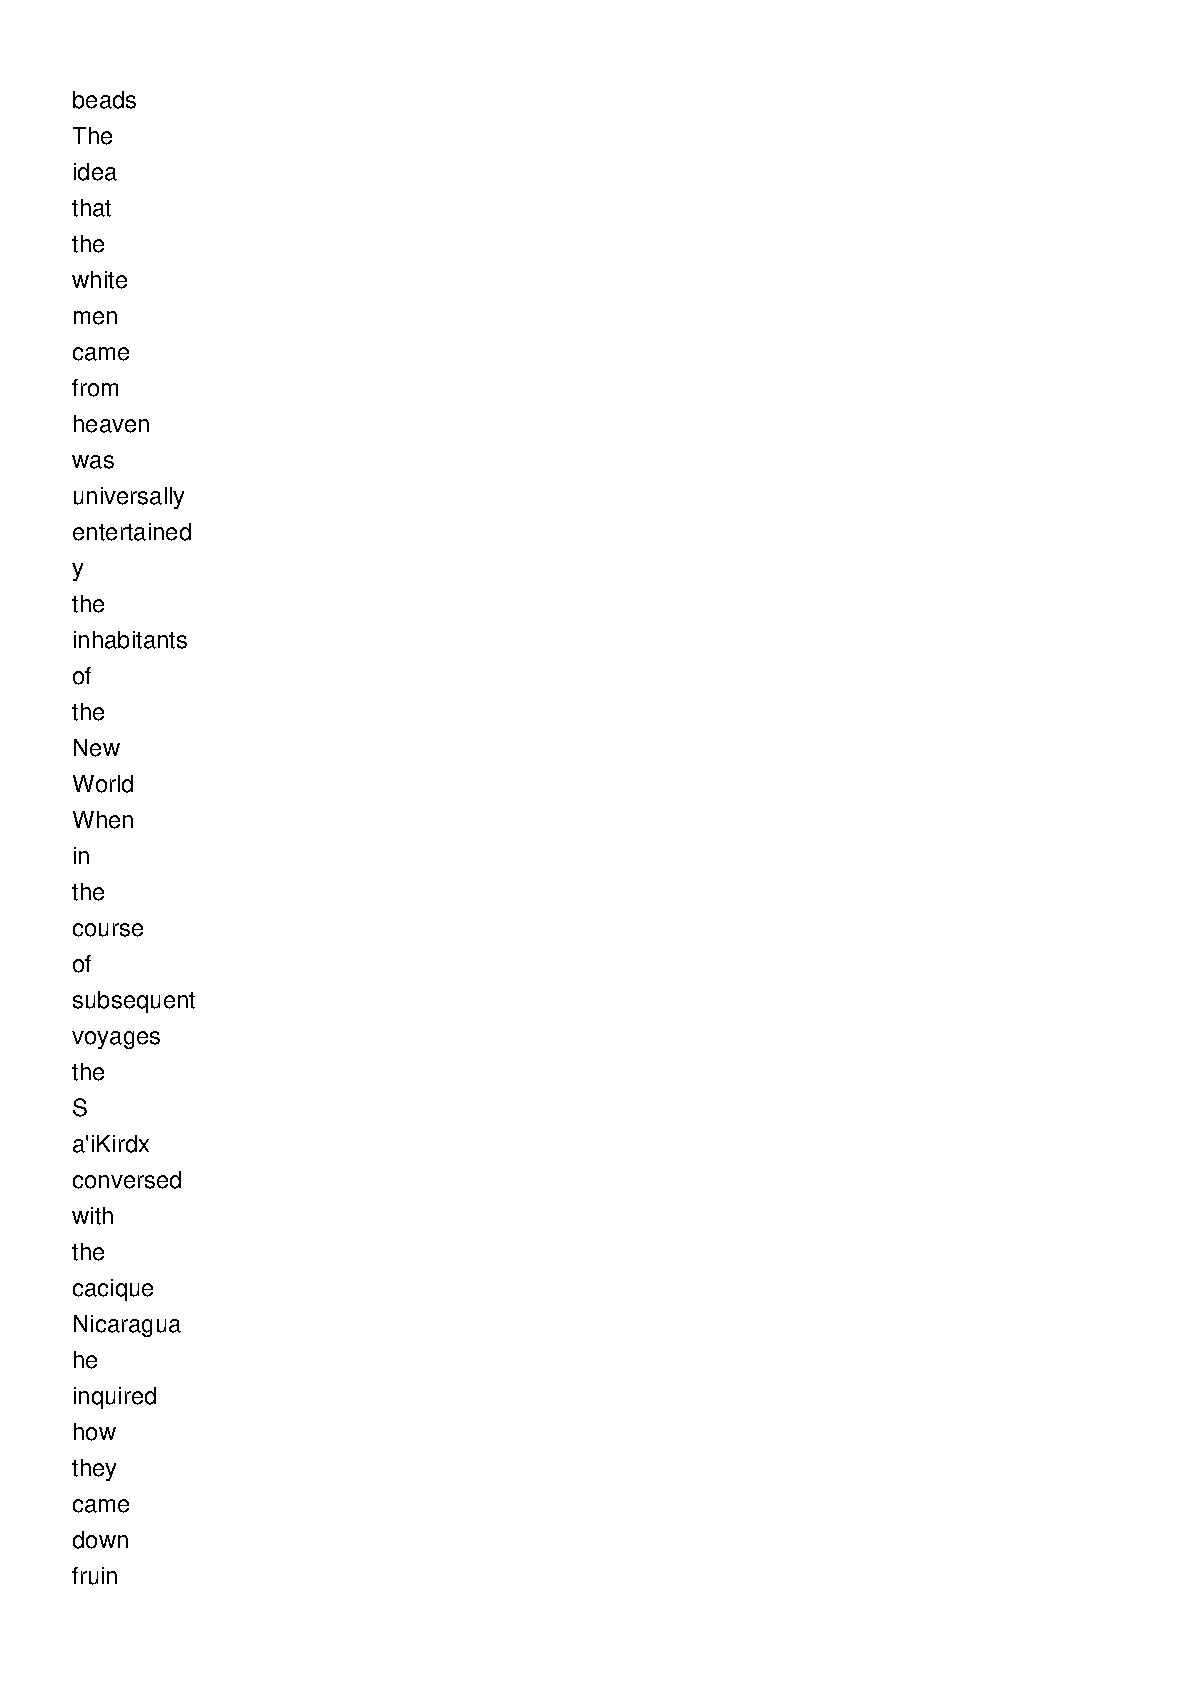 beads
The
idea
that
the
white
men
came
from
heaven
was
universally
entertained
y
the
inhabitants
of
the
New
World
When
in
the
course
of
subsequent
voyages
the
S
a'iKirdx
conversed
with
the
cacique
Nicaragua
he
inquired
how
they
came
down
fruin